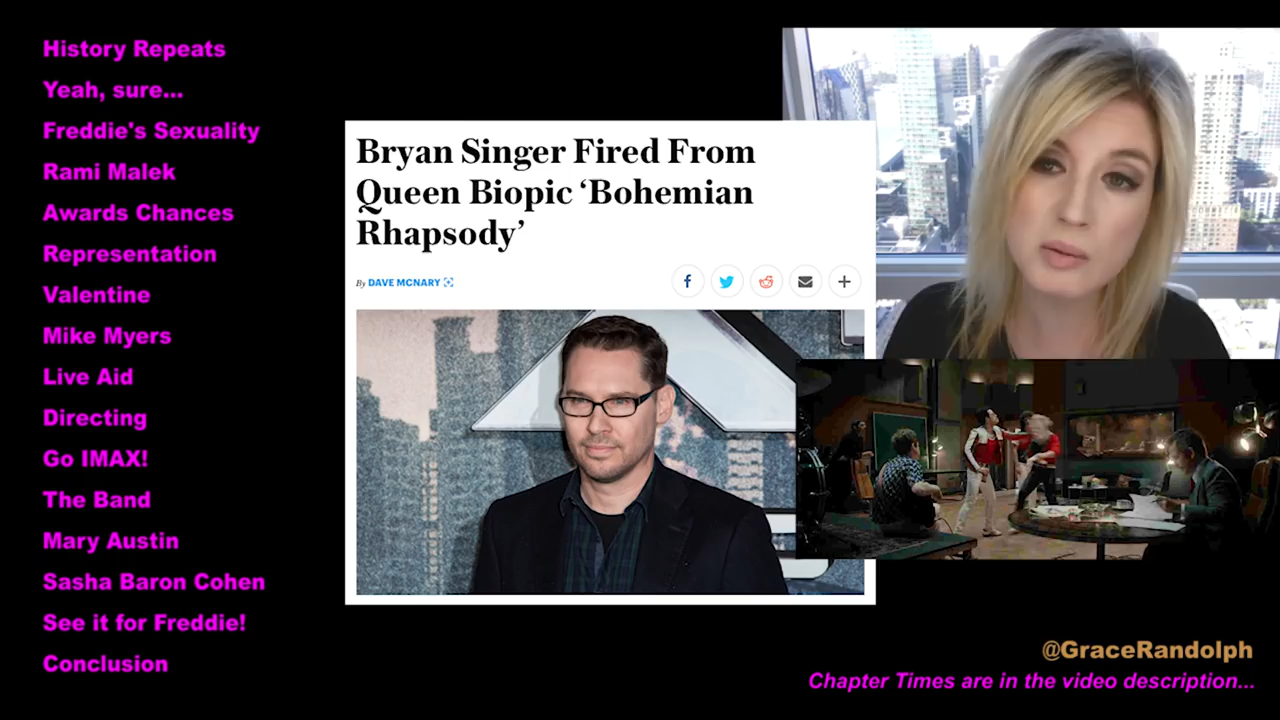 History Repeats
Yeah, sure...
Freddie's Sexuality
Rami Malek
Awards Chances
Representation
Valentine
Mike Myers
Live Aid
Directing
Go IMAX!
The Band
Mary Austin
Sasha Baron Cohen
See it for Freddie!
Conclusion
Bryan Singer Fired From
Queen Biopic ‘Bohemian
Rhapsody’
By DAVE MCNARY
@GraceRandolph
Chapter Times are in the video description...